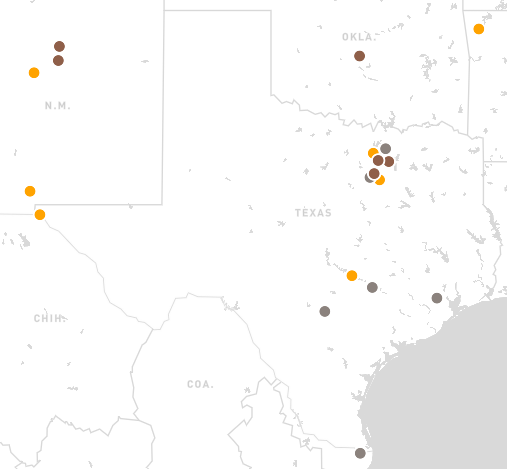 OKLA.
N.M.
TEXAS
CHIH.
COA.